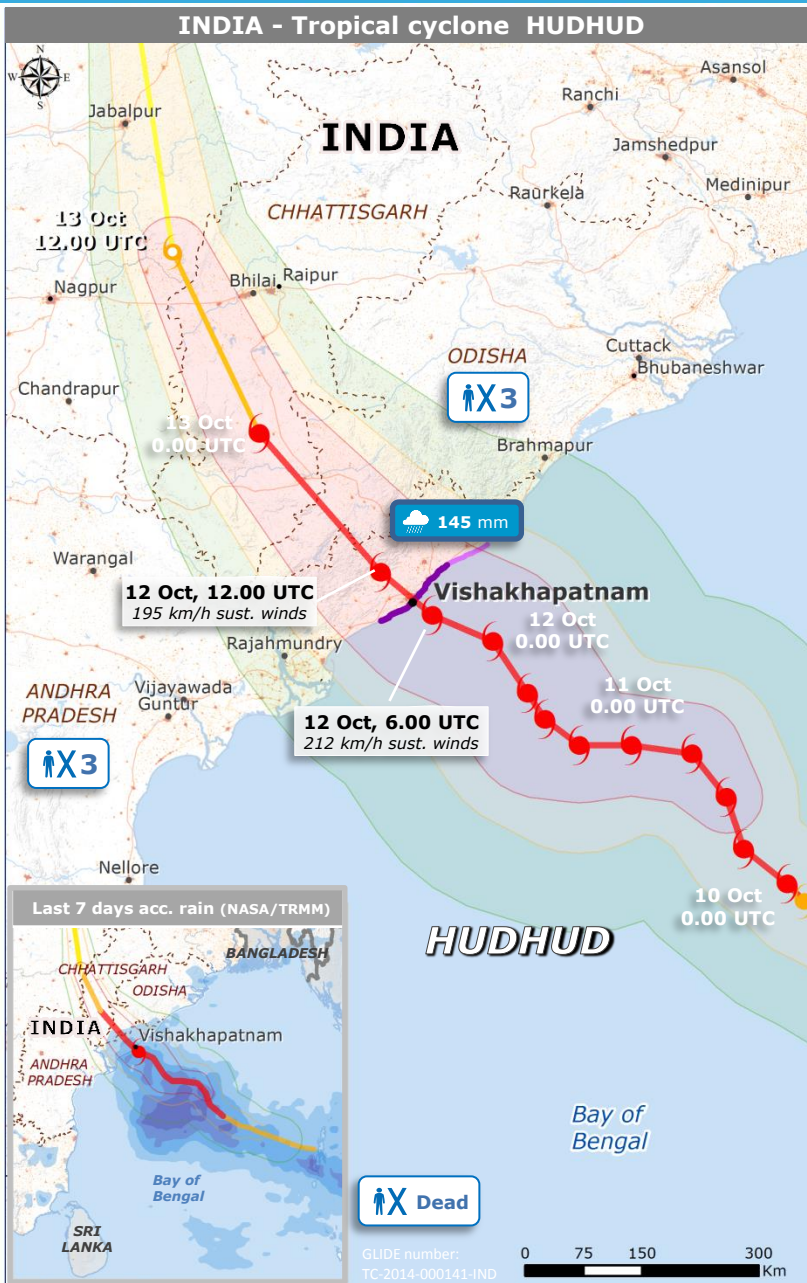 INDIA - Tropical cyclone HUDHUD
N
W E
S
Asansol
Ranchi
Jabalpur
INDIA
Jamshedpur
Medinipur
Raurkela
CHHATTISGARH
13 Oct
12.00 UTC
Nagpur
Bhilai
Raipur
ODISHA
Cuttack
Bhubaneshwar
Chandrapur
X 3
13 Oct
0.00 UTC
Brahmapur
145 mm
Warangal
12 Oct, 12.00 UTC
195 km/h sust. winds
Vishakhapatnam
12 Oct
0.00 UTC
Rajahmundry
11 Oct
0.00 UTC
ANDHRA
PRADESH
Vijayawada
Guntur
12 Oct, 6.00 UTC
212 km/h sust. winds
X 3
Nellore
10 Oct
0.00 UTC
HUDHUD
Last 7 days acc. rain (NASA/TRMM)
BANGLADESH
CHHATTISGARH
ODISHA
INDIA
Vishakhapatnam
ANDHRA
PRADESH
Bay of
Bengal
SRI
LANKA
Bay of
Bengal
X Dead
GLIDE number:
TC-2014-000141-IND
0 75 150 300
Km